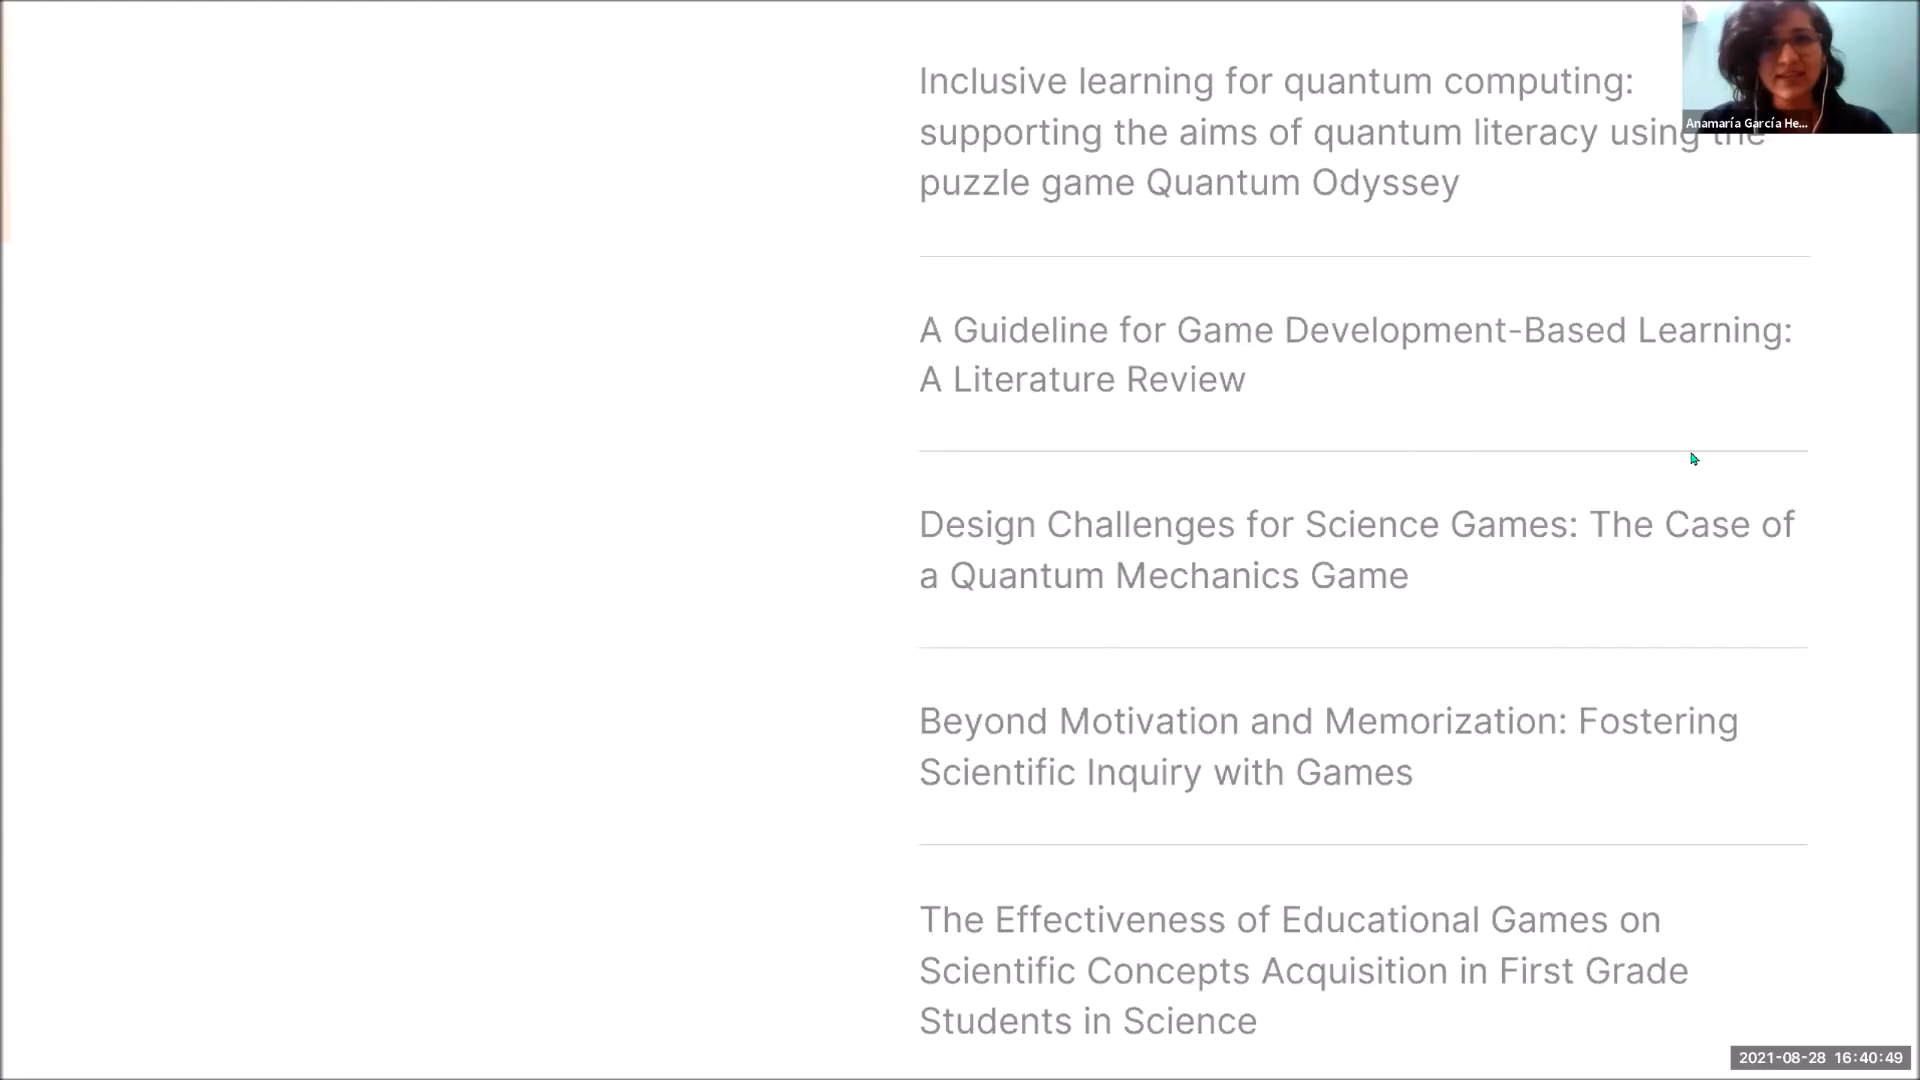 Inclusive learning for quantum computing:
supporting the aims of quantum literacy using the
puzzle game Quantum Odyssey
Anamaría García He...
A Guideline for Game Development-Based Learning:
A Literature Review
Design Challenges for Science Games: The Case of
a Quantum Mechanics Game
Beyond Motivation and Memorization: Fostering
Scientific Inquiry with Games
The Effectiveness of Educational Games on
Scientific Concepts Acquisition in First Grade
Students in Science
2021-08-28 16:40:49